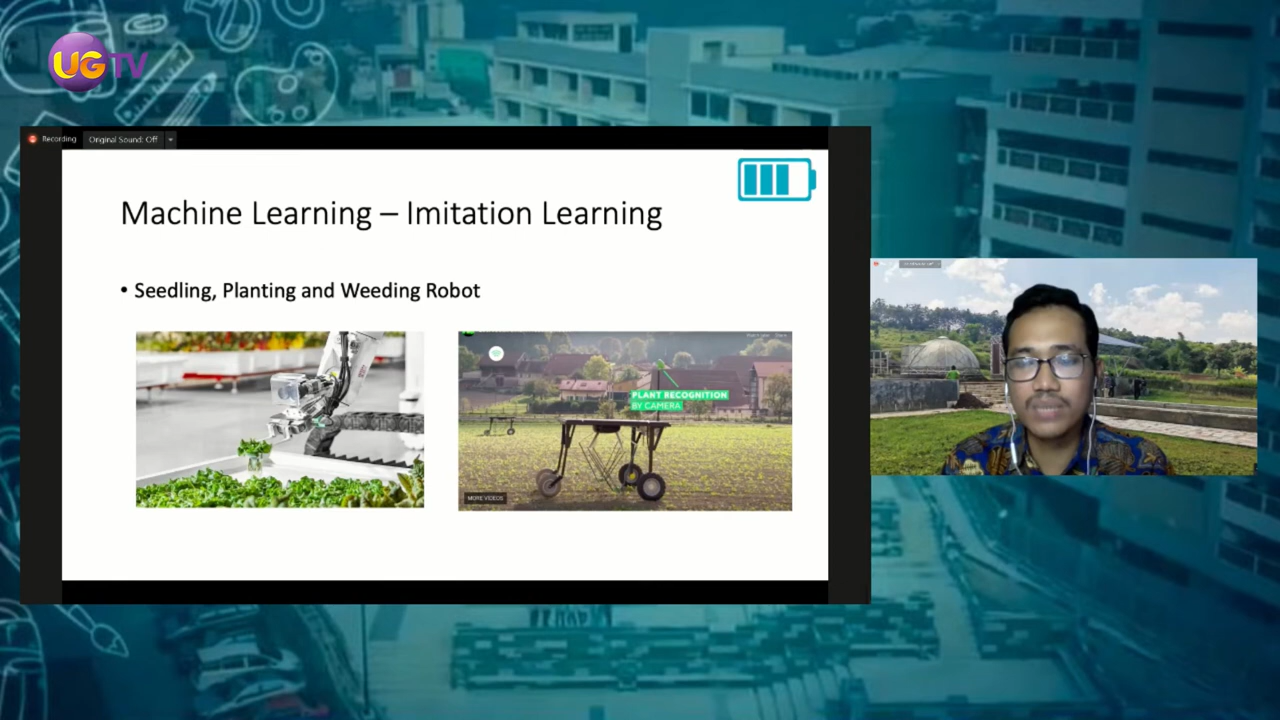 UGTV
Recording
Original Sound: Off
Machine Learning – Imitation Learning
• Seedling, Planting and Weeding Robot
PLANT RECOGNITION
BY CAMERA
MORE VIDEOS